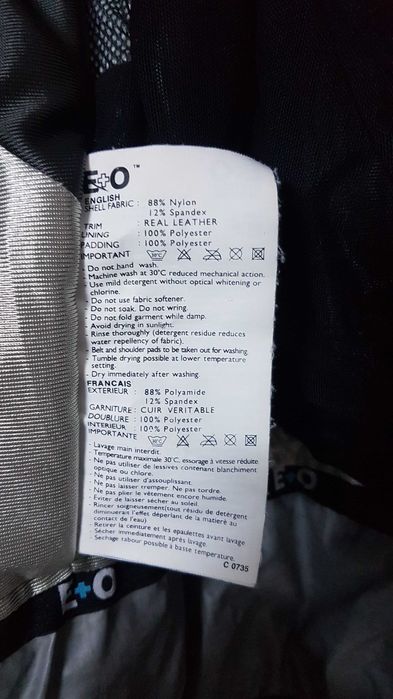 E+O™
ENGLISH
SHELL FABRIC : 88% Nylon
12% Spandex
TRIM : REAL LEATHER
LINING : 100% Polyester
PADDING : 100% Polyester
IMPORTANT 30°C
- Do not hand wash.
- Machine wash at 30°C reduced mechanical action.
- Use mild detergent without optical whitening or
chlorine.
- Do not use fabric softener.
- Do not soak. Do not wring.
- Do not fold garment while damp.
- Avoid drying in sunlight.
- Rinse thoroughly (detergent residue reduces
water repellency of fabric).
- Belt and shoulder pads to be taken out for washing.
- Tumble drying possible at lower temperature
setting.
- Dry immediately after washing.
FRANCAIS
EXTERIEUR : 88% Polyamide
12% Spandex
GARNITURE : CUIR VERITABLE
DOUBLURE : 100% Polyester
INTERIEUR : 100% Polyester
IMPORTANTE 30°C
- Lavage main interdit.
- Temperature maximale 30°C, essorage à vitesse réduite
- Ne pas utiliser de lessives contenant blanchiment
optique ou chlore.
- Ne pas utiliser d'assouplissant.
- Ne pas laisser tremper. Ne pas tordre.
- Ne pas plier le vêtement encore humide.
- Eviter de laisser sécher au soleil.
- Rincer soigneusement(tout résidu de détergent
diminuerait l'effet déperlant de la matière au
contact de l'eau)
- Retirer la ceinture et les epaulettes avant lavage
- Sécher immédiatement après lavage.
- Sechage tabour possible à basse temperature.
C 0735
E+O
E+O